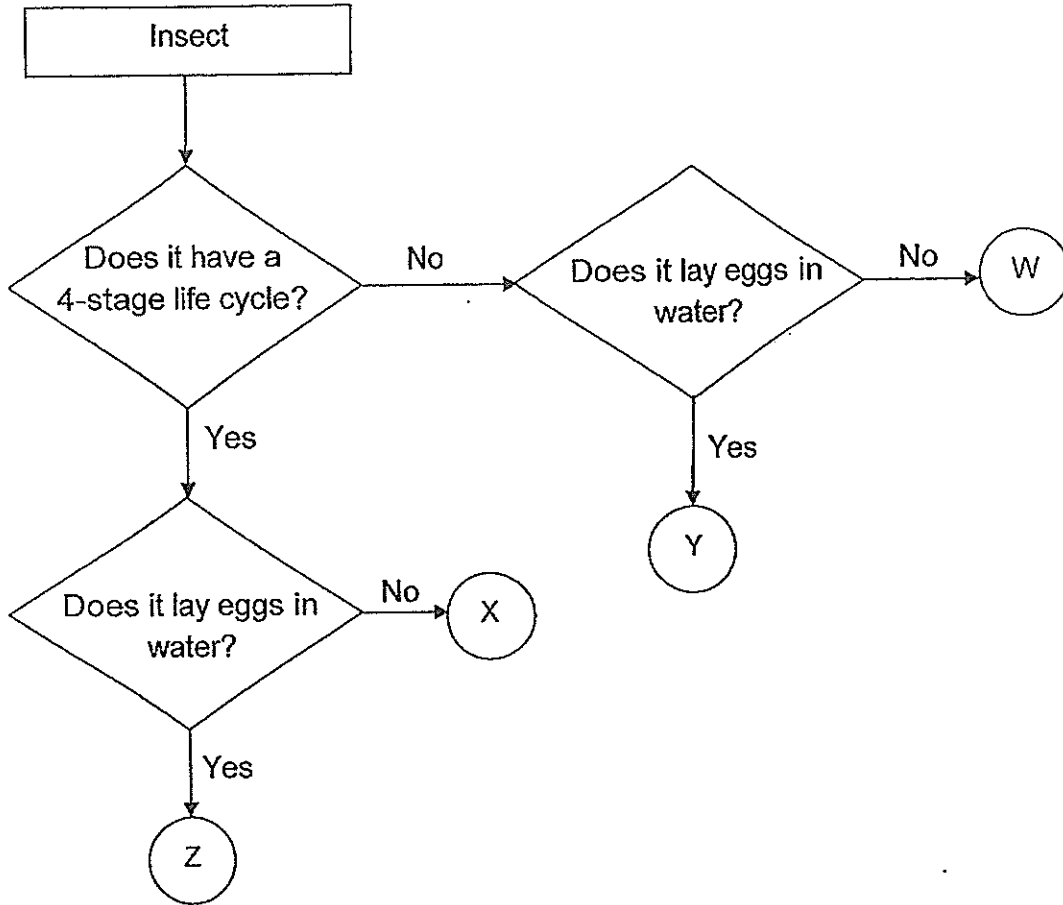 Insect
Does it have a
4-stage life cycle?
No
Does it lay eggs in
water?
No
W
Yes
Yes
Y
Does it lay eggs in
water?
No
X
Yes
Z